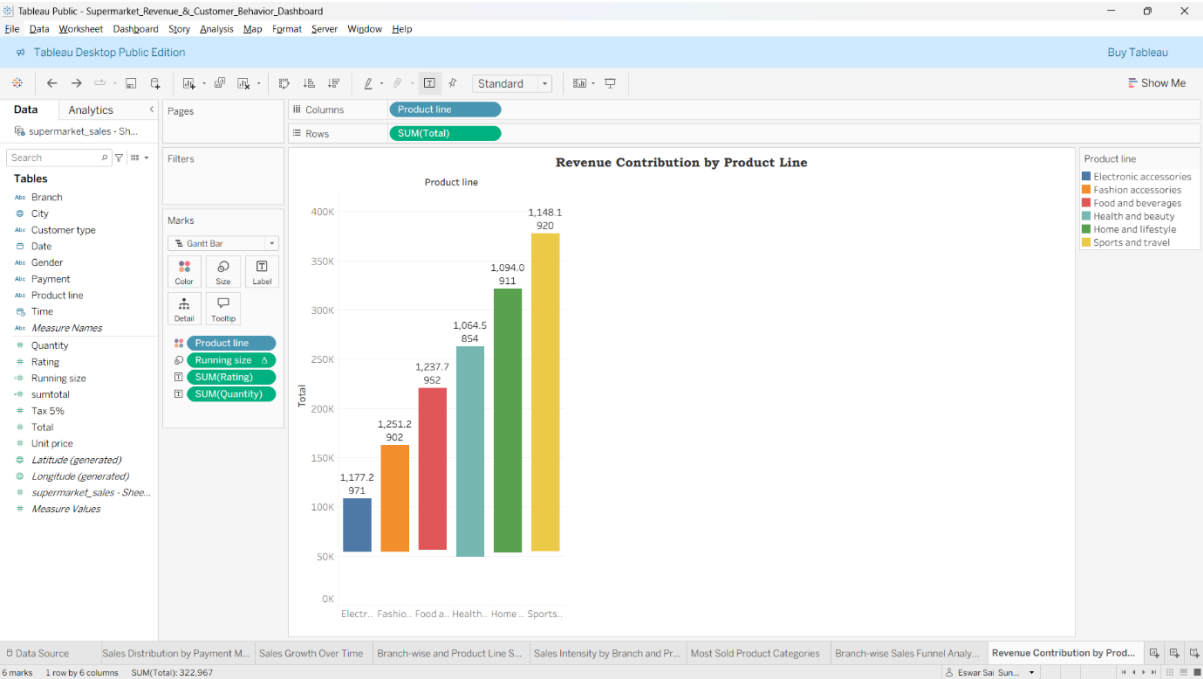 Tableau Public - Supermarket_Revenue_&_Customer_Behavior_Dashboard
File Data Worksheet Dashboard Story Analysis Map Format Server Window Help
Tableau Desktop Public Edition Buy Tableau
Standard Show Me
Data Analytics
supermarket_sales - Sh...
Search
Tables
Abc Branch
City
Abc Customer type
Date
Abc Gender
Abc Payment
Abc Product line
Time
Abc Measure Names
# Quantity
# Rating
Running size
sumtotal
# Tax 5%
# Total
# Unit price
Latitude (generated)
Longitude (generated)
# supermarket_sales - Shee...
# Measure Values
Pages
Filters
Marks
Gantt Bar
Color Size Label
Detail Tooltip
Product line
Running size Δ
SUM(Rating)
SUM(Quantity)
Columns Product line
Rows SUM(Total)
Revenue Contribution by Product Line
Product line
Total
400K
350K
300K
250K
200K
150K
100K
50K
0K
1,177.2
971
1,251.2
902
1,237.7
952
1,064.5
854
1,094.0
911
1,148.1
920
Electr.. Fashio.. Food a.. Health.. Home .. Sports..
Product line
Electronic accessories
Fashion accessories
Food and beverages
Health and beauty
Home and lifestyle
Sports and travel
Data Source Sales Distribution by Payment M... Sales Growth Over Time Branch-wise and Product Line S... Sales Intensity by Branch and Pr... Most Sold Product Categories Branch-wise Sales Funnel Analy... Revenue Contribution by Prod...
6 marks 1 row by 6 columns SUM(Total): 322,967 Eswar Sai Sun...